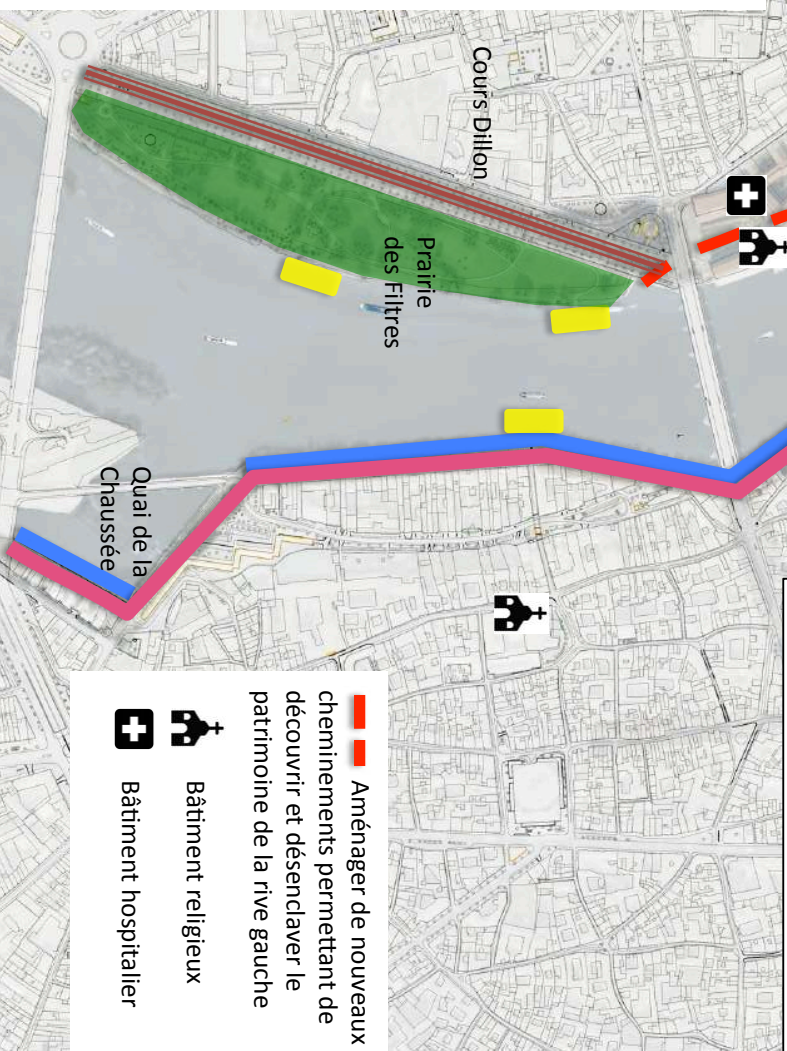 Cours Dillon
Prairie
des Filtres
Quai de la
Chaussée
Aménager de nouveaux
cheminements permettant de
découvrir et désenclaver le
patrimoine de la rive gauche
Bâtiment religieux
Bâtiment hospitalier